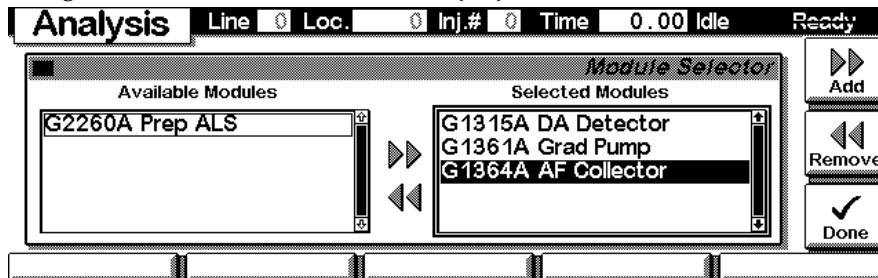 Analysis Line 0 Loc. 0 Inj.# 0 Time 0.00 Idle Ready
Module Selector
Available Modules Selected Modules
G2260A Prep ALS
G1315A DA Detector
G1361A Grad Pump
G1364A AF Collector
Add
Remove
Done